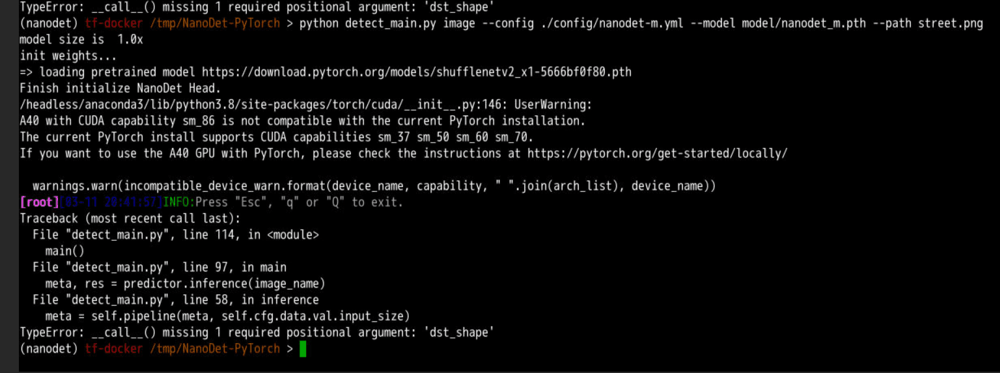 TypeError: __call__() missing 1 required positional argument: 'dst_shape'
(nanodet) tf-docker /tmp/NanoDet-PyTorch > python detect_main.py image --config ./config/nanodet-m.yml --model model/nanodet_m.pth --path street.png
model size is  1.0x
init weights...
=> loading pretrained model https://download.pytorch.org/models/shufflenetv2_x1-5666bf0f80.pth
Finish initialize NanoDet Head.
/headless/anaconda3/lib/python3.8/site-packages/torch/cuda/__init__.py:146: UserWarning:
A40 with CUDA capability sm_86 is not compatible with the current PyTorch installation.
The current PyTorch install supports CUDA capabilities sm_37 sm_50 sm_60 sm_70.
If you want to use the A40 GPU with PyTorch, please check the instructions at https://pytorch.org/get-started/locally/
  warnings.warn(incompatible_device_warn.format(device_name, capability, " ".join(arch_list), device_name))
[root][03-11 20:41:57]INFO:Press "Esc", "q" or "Q" to exit.
Traceback (most recent call last):
  File "detect_main.py", line 114, in <module>
    main()
  File "detect_main.py", line 97, in main
    meta, res = predictor.inference(image_name)
  File "detect_main.py", line 58, in inference
    meta = self.pipeline(meta, self.cfg.data.val.input_size)
TypeError: __call__() missing 1 required positional argument: 'dst_shape'
(nanodet) tf-docker /tmp/NanoDet-PyTorch >